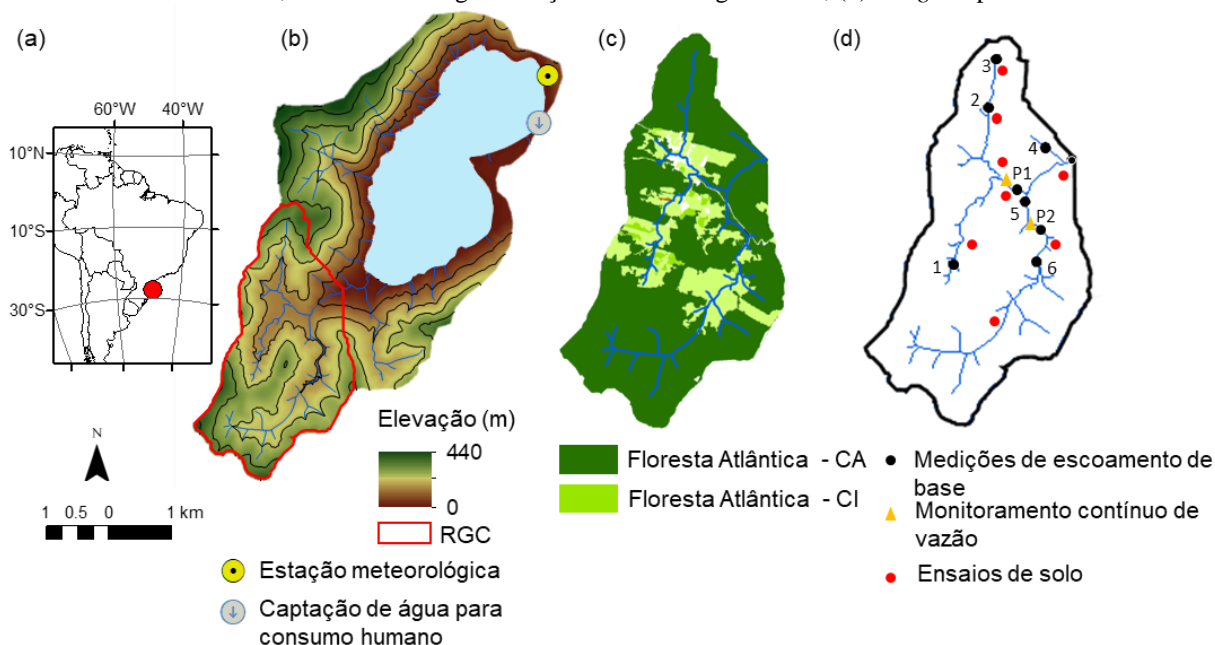 (a)
(b)
(c)
(d)
60°W 40°W
10°N
10°S
30°S
3
2
4
P1
5
P2
1
6
N
1 0.5 0 1 km
Elevação (m)
440
0
RGC
Estação meteorológica
Captação de água para
consumo humano
Floresta Atlântica - CA
Floresta Atlântica - CI
Medições de escoamento de
base
Monitoramento contínuo de
vazão
Ensaios de solo